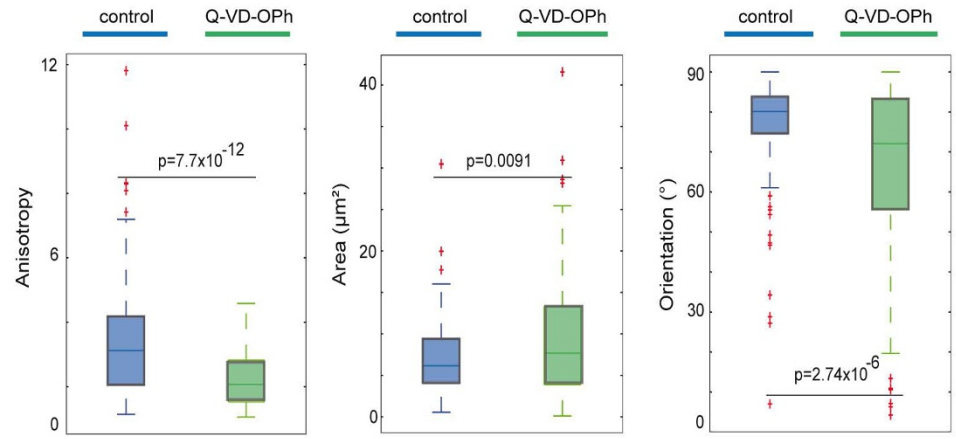 control Q-VD-OPh
12
6
0
Anisotropy
p=7.7x10⁻¹²
control Q-VD-OPh
40
20
0
Area (µm²)
p=0.0091
control Q-VD-OPh
90
60
30
0
Orientation (°)
p=2.74x10⁻⁶